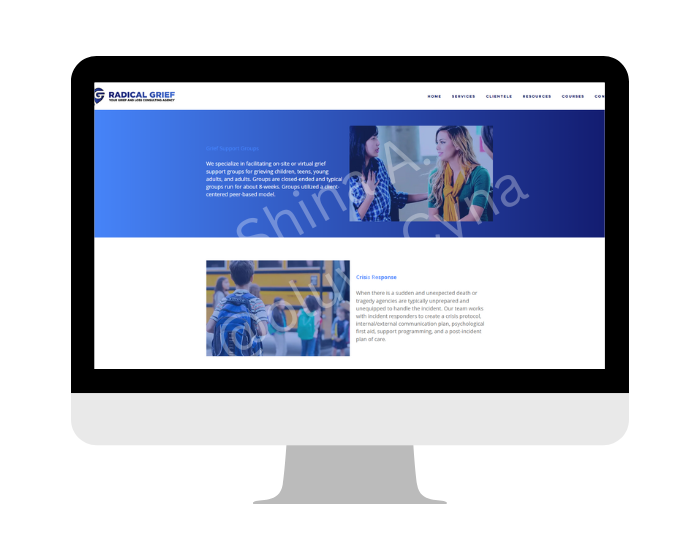 RADICAL GRIEF
YOUR GRIEF AND LOSS CONSULTING AGENCY
HOME SERVICES CLIENTELE RESOURCES COURSES CON
Grief Support Groups
We specialize in facilitating on-site or virtual grief
support groups for grieving children, teens, young
adults, and adults. Groups are closed-ended and typical
groups run for about 8-weeks. Groups utilized a client-
centered peer-based model.
Shina A.
Cyna
Crisis Response
When there is a sudden and unexpected death or
tragedy agencies are typically unprepared and
unequipped to handle the incident. Our team works
with incident responders to create a crisis protocol,
internal/external communication plan, psychological
first aid, support programming, and a post incident
plan of care.